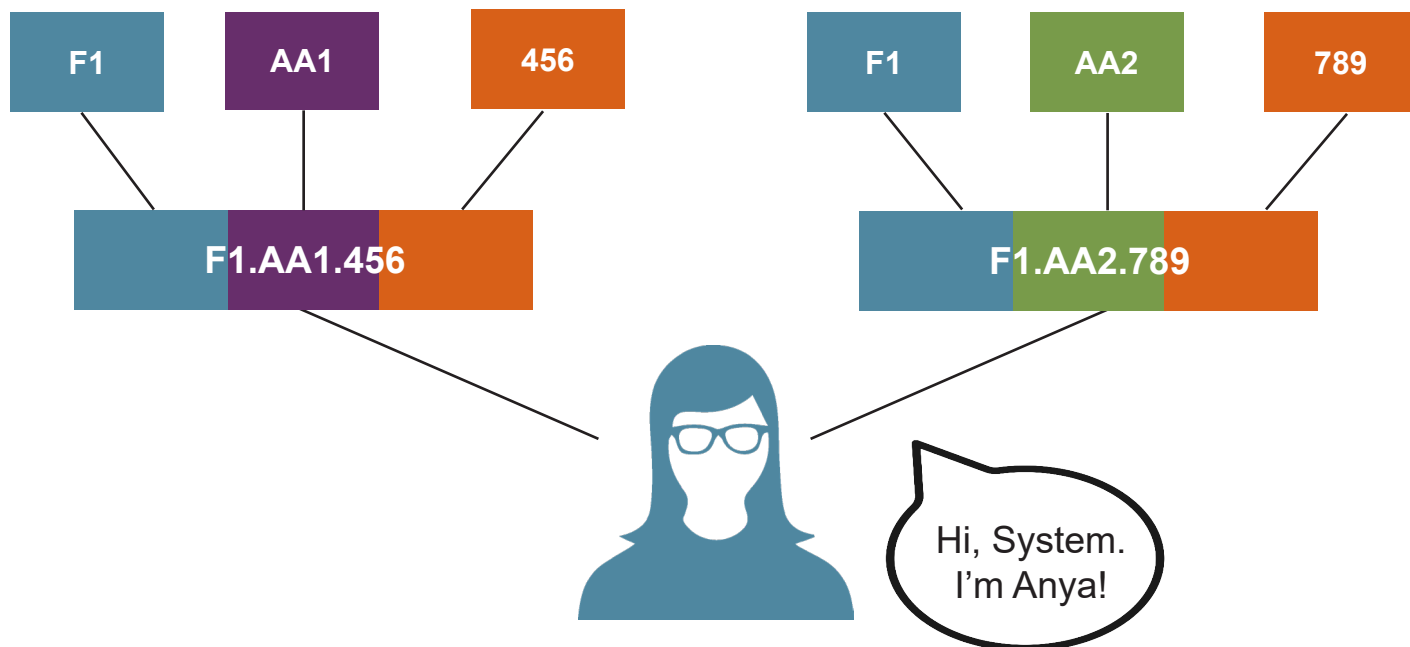 F1
AA1
456
F1
AA2
789
F1.AA1.456
F1.AA2.789
Hi, System.
I’m Anya!